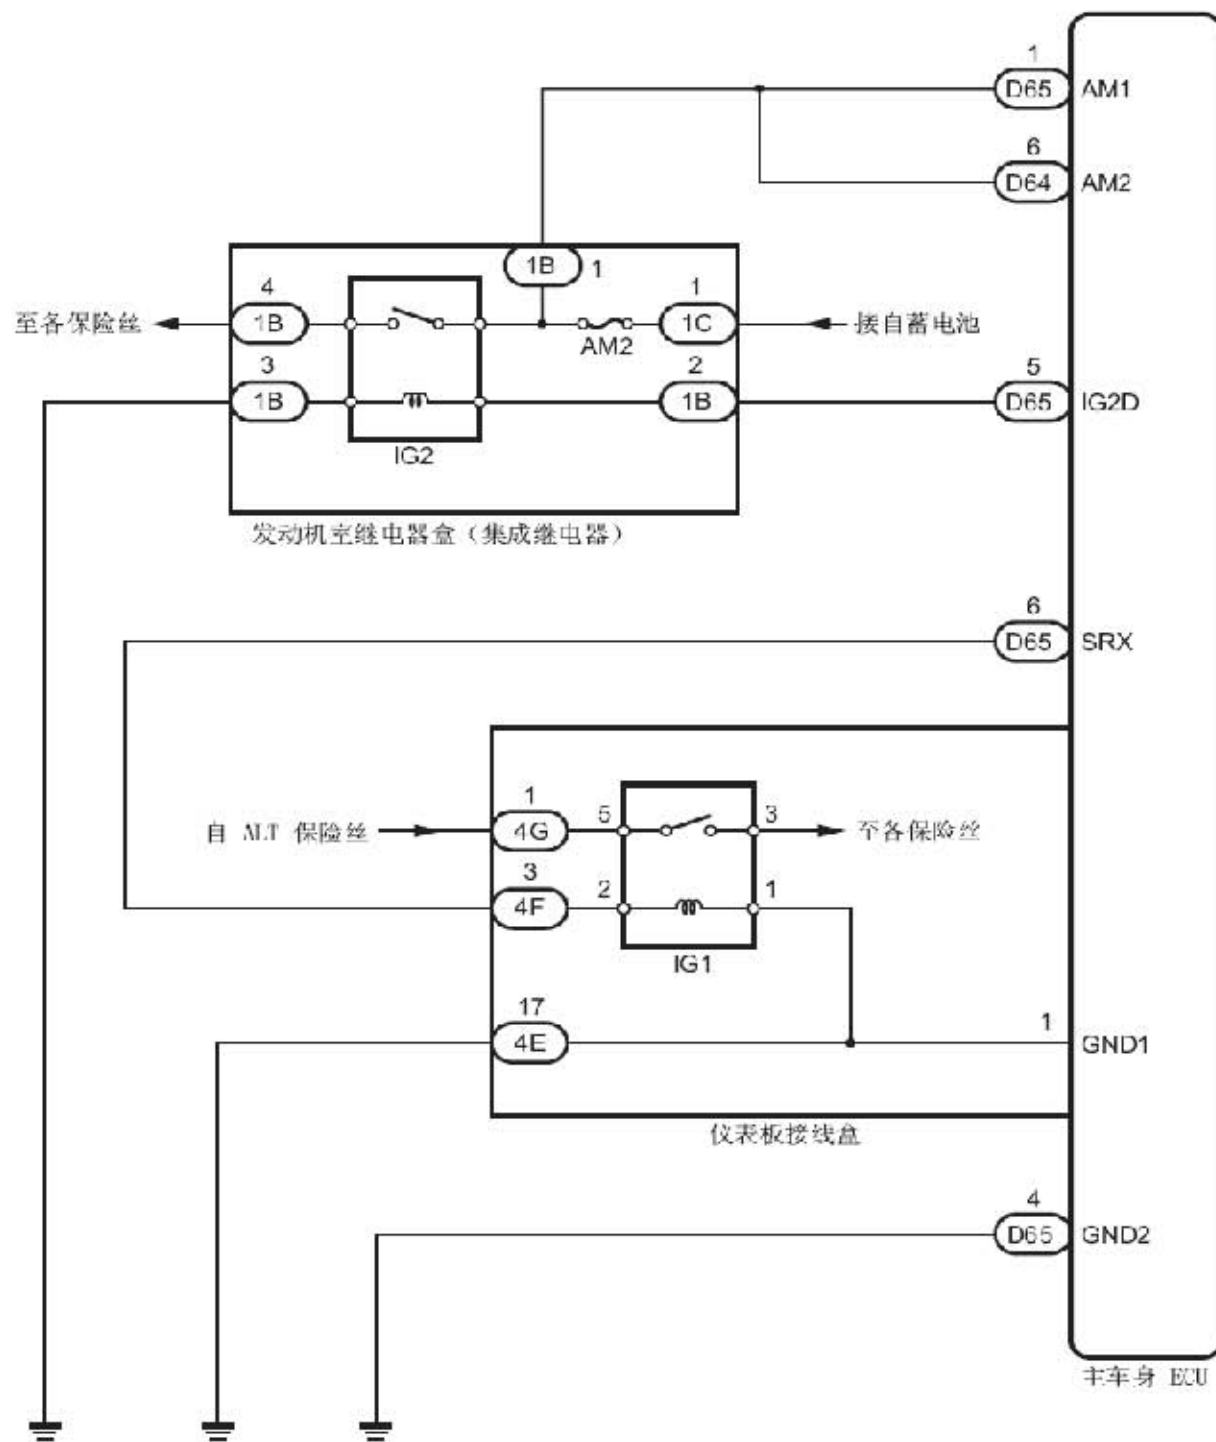 1
D65 AM1
6
D64 AM2
1B 1
4
1
至各保险丝 1B 1C 接自蓄电池
AM2
3
2
5
1B 1B D65 IG2D
IG2
发动机室继电器盒（集成继电器）
6
D65 SRX
1
自 ALT 保险丝 4G 5 3 至各保险丝
3
4F 2 1
IG1
17
4E 1 GND1
仪表板接线盒
4
D65 GND2
主车身 ECU